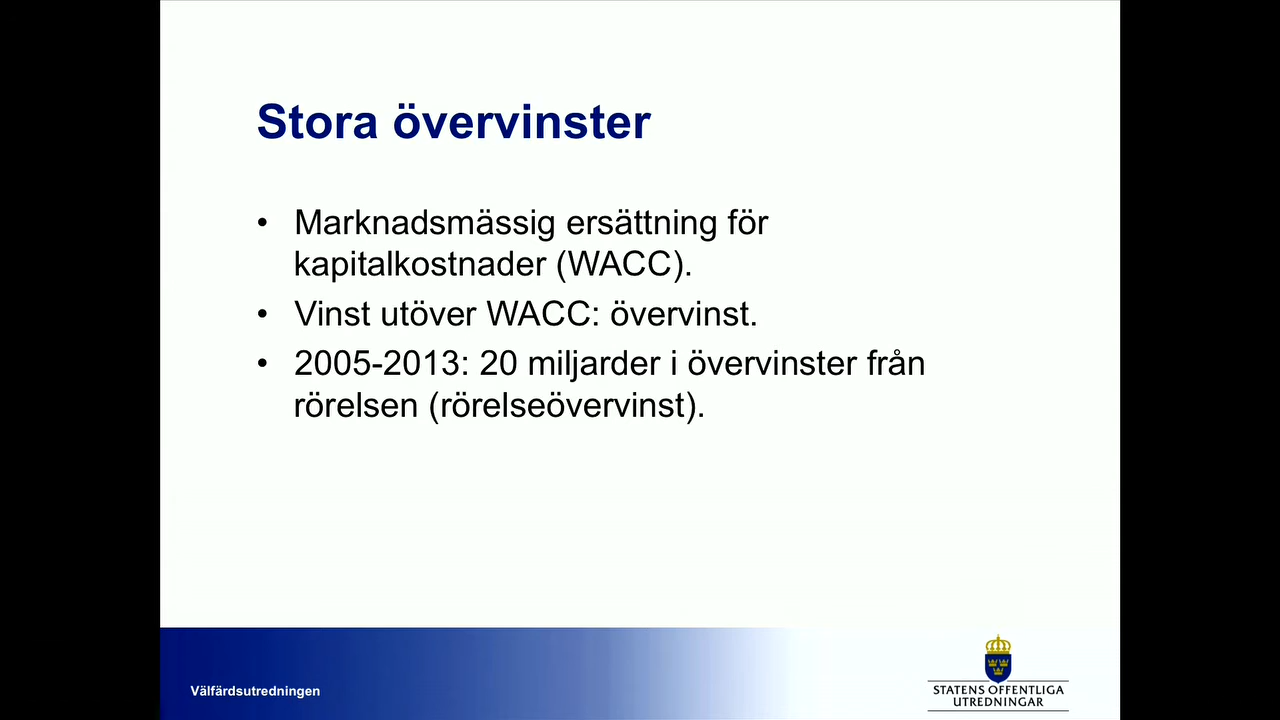 Stora övervinster
• Marknadsmässig ersättning för
kapitalkostnader (WACC).
• Vinst utöver WACC: övervinst.
• 2005-2013: 20 miljarder i övervinster från
rörelsen (rörelseövervinst).
Välfärdsutredningen
STATENS OFFENTLIGA
UTREDNINGAR